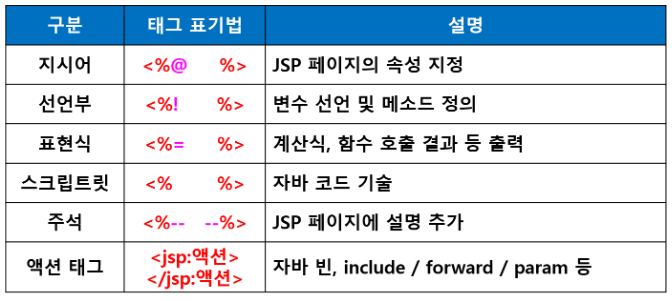 구분 태그 표기법 설명
지시어 <%@ %> JSP 페이지의 속성 지정
선언부 <%! %> 변수 선언 및 메소드 정의
표현식 <%= %> 계산식, 함수 호출 결과 등 출력
스크립트릿 <% %> 자바 코드 기술
주석 <%-- --%> JSP 페이지에 설명 추가
액션 태그 <jsp:액션> 자바 빈, include / forward / param 등
</jsp:액션>